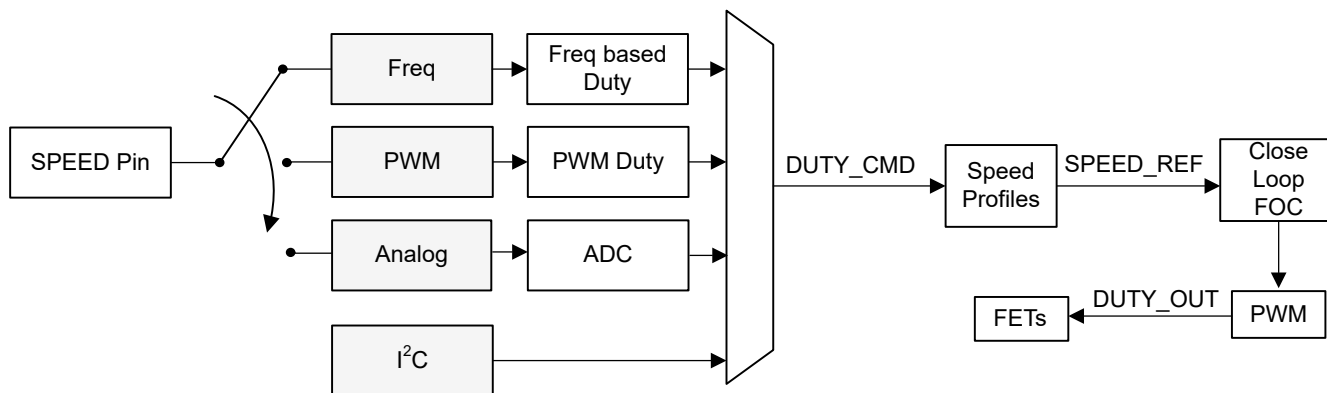 Freq
Freq based
Duty
SPEED Pin
PWM
PWM Duty
DUTY_CMD
Speed
Profiles
SPEED_REF
Close
Loop
FOC
Analog
ADC
FETs
DUTY_OUT
PWM
I²C